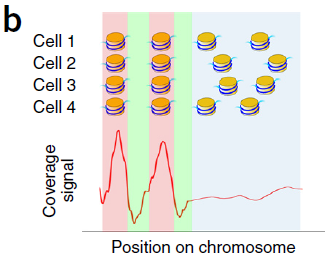 b
Cell 1
Cell 2
Cell 3
Cell 4
Coverage
signal
Position on chromosome